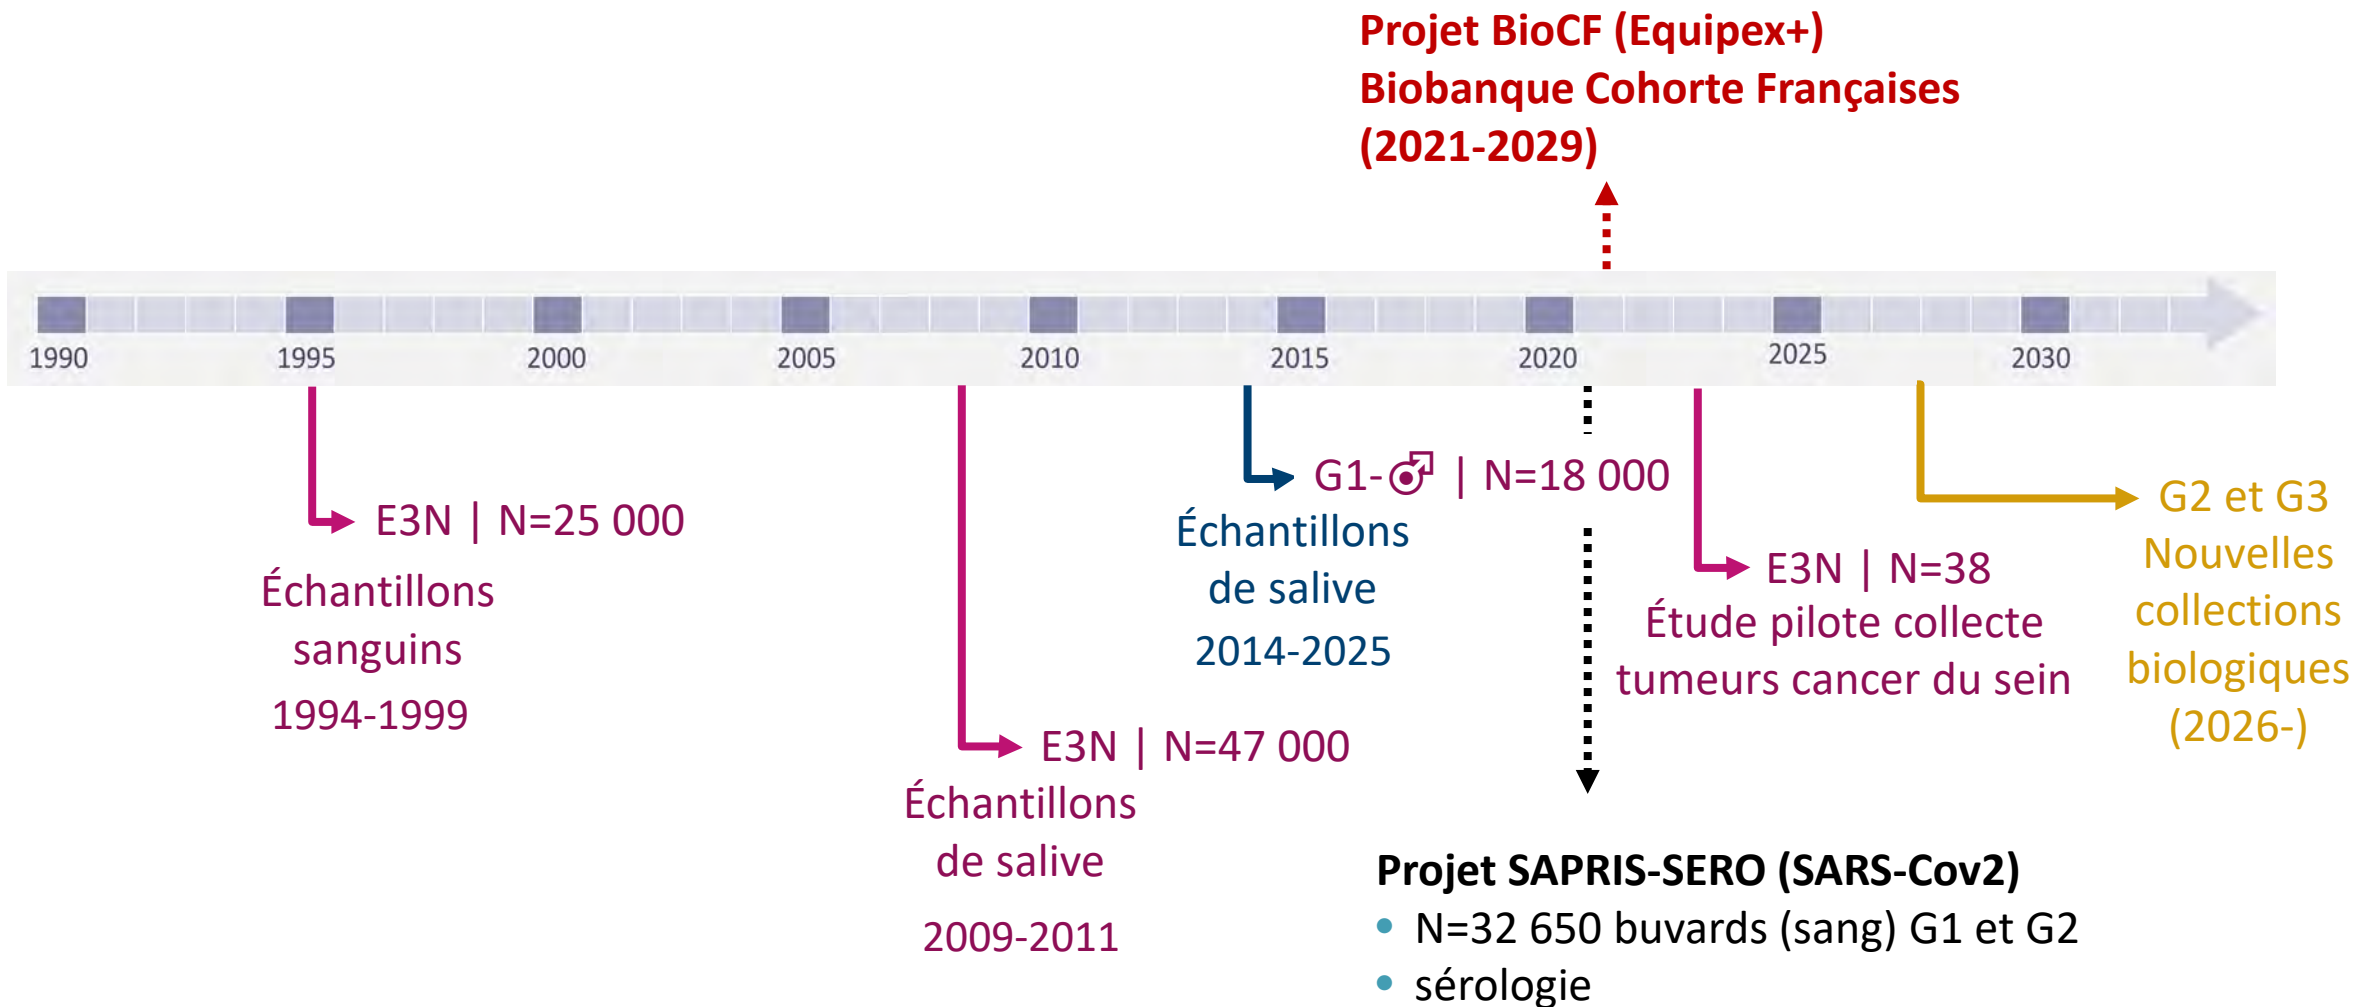 Projet BioCF (Equipex+)
Biobanque Cohorte Françaises
(2021-2029)
1990
1995
2000
2005
2010
2015
2020
2025
2030
E3N | N=25 000
Échantillons
sanguins
1994-1999
E3N | N=47 000
Échantillons
de salive
2009-2011
G1-♂ | N=18 000
Échantillons
de salive
2014-2025
Projet SAPRIS-SERO (SARS-Cov2)
• N=32 650 buvards (sang) G1 et G2
• sérologie
E3N | N=38
Étude pilote collecte
tumeurs cancer du sein
G2 et G3
Nouvelles
collections
biologiques
(2026-)